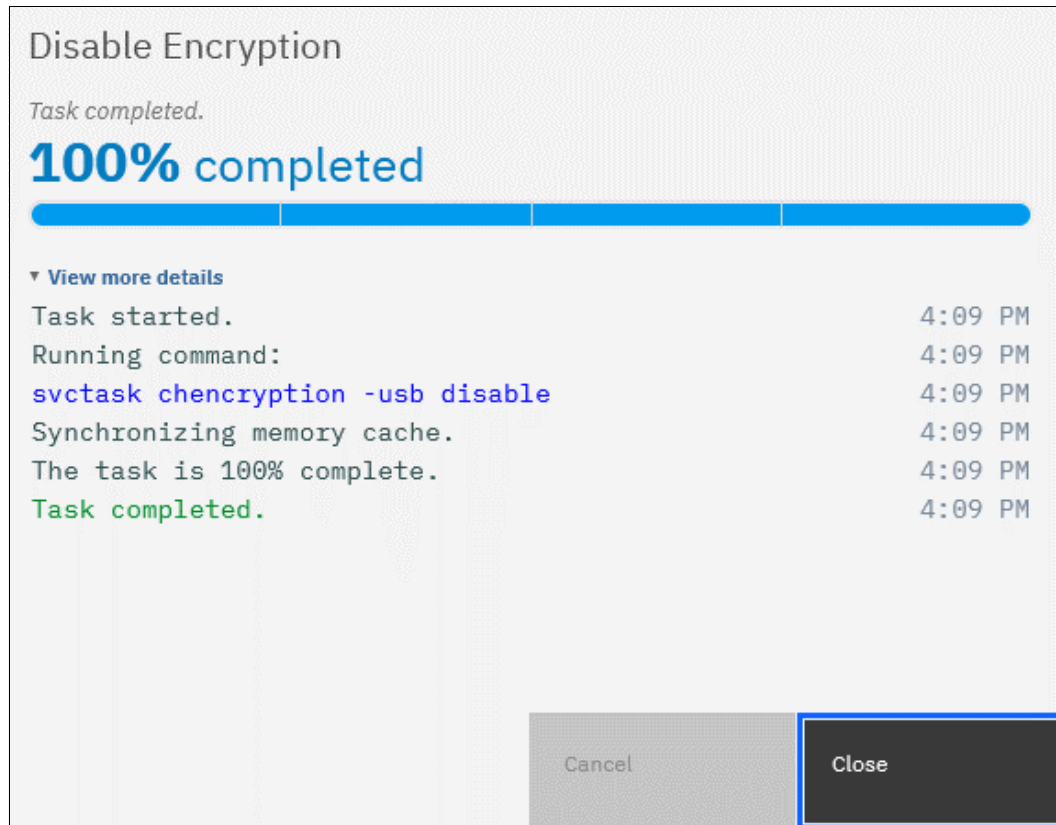 Disable Encryption
Task completed.
100% completed
▼ View more details
Task started. 4:09 PM
Running command: 4:09 PM
svctask chencryption -usb disable 4:09 PM
Synchronizing memory cache. 4:09 PM
The task is 100% complete. 4:09 PM
Task completed. 4:09 PM
Cancel Close